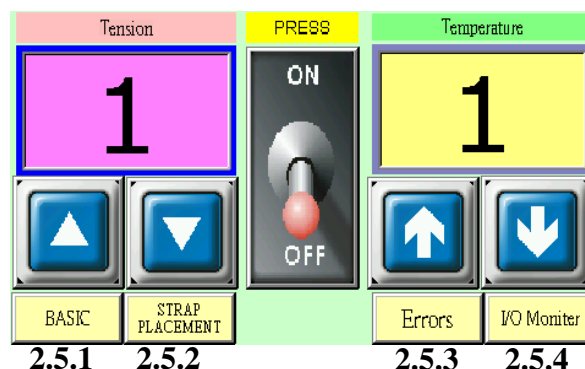 Tension
PRESS
Temperature
1
ON
OFF
1
BASIC
STRAP
PLACEMENT
Errors
I/O Moniter
2.5.1
2.5.2
2.5.3
2.5.4